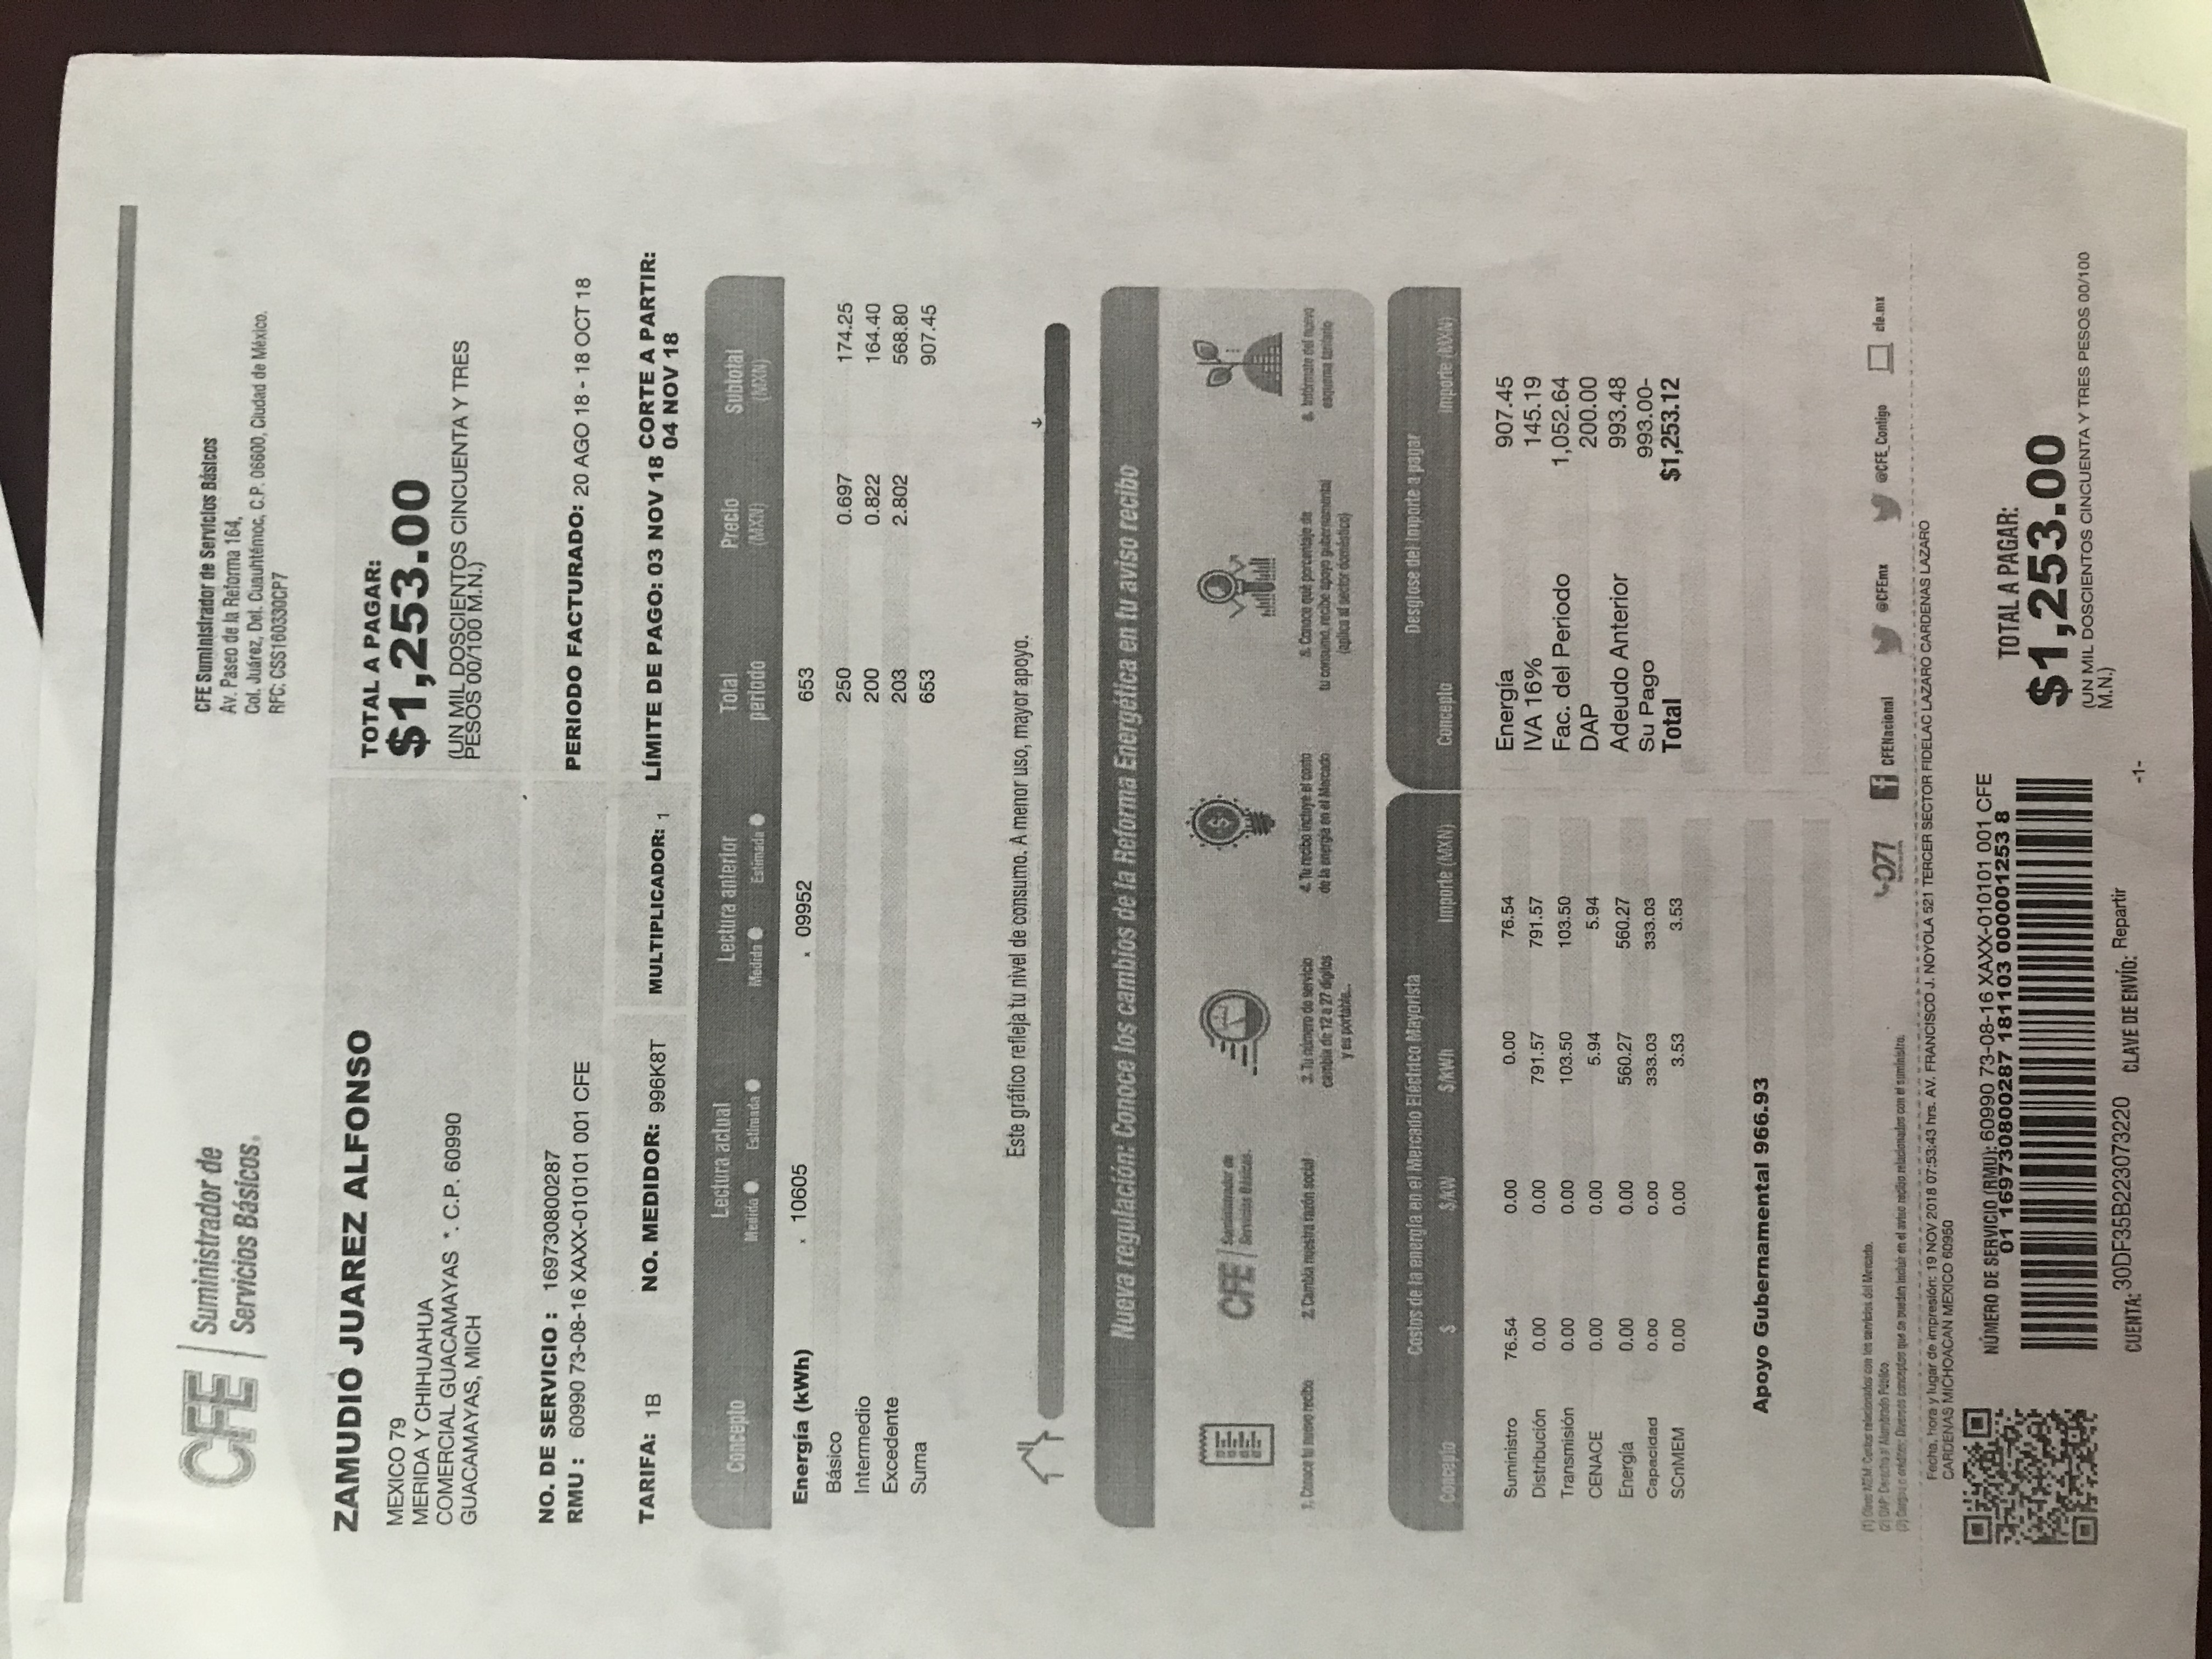 CFE Suministrador de
Servicios Básicos.
CFE Suministrador de Servicios Básicos
Av. Paseo de la Reforma 164,
Col. Juárez, Del. Cuauhtémoc, C.P. 06600, Ciudad de México.
RFC: CSS160330CP7
ZAMUDIO JUAREZ ALFONSO
MEXICO 79
MERIDA Y CHIHUAHUA
COMERCIAL GUACAMAYAS *. C.P. 60990
GUACAMAYAS, MICH
TOTAL A PAGAR:
$1,253.00
(UN MIL DOSCIENTOS CINCUENTA Y TRES
PESOS 00/100 M.N.)
NO. DE SERVICIO : 169730800287
RMU : 60990 73-08-16 XAXX-010101 001 CFE
PERIODO FACTURADO: 20 AGO 18 - 18 OCT 18
TARIFA: 1B NO. MEDIDOR: 996K8T MULTIPLICADOR: 1 LÍMITE DE PAGO: 03 NOV 18 CORTE A PARTIR:
04 NOV 18
Concepto Lectura actual Lectura anterior Total Precio Subtotal
Medida Estimada Medida Estimada periodo (MXN) (MXN)
Energía (kWh) x 10605 x 09952 653
Básico 250 0.697 174.25
Intermedio 200 0.822 164.40
Excedente 203 2.802 568.80
Suma 653 907.45
Este gráfico refleja tu nivel de consumo. A menor uso, mayor apoyo.
Nueva regulación: Conoce los cambios de la Reforma Energética en tu aviso recibo
CFE Suministrador de
Servicios Básicos.
1. Conoce tu nuevo recibo
2. Cambia nuestra razón social
3. Tu número de servicio
cambia de 12 a 27 dígitos
y es portable...
4. Tu recibo incluye el costo
de la energía en el Mercado
5. Conoce qué porcentaje de
tu consumo, recibe apoyo gubernamental
(aplica al sector doméstico)
6. Infórmate del nuevo
esquema tarifario
Costos de la energía en el Mercado Eléctrico Mayorista
Concepto $ $/kW $/kWh Importe (MXN)
Suministro 76.54 0.00 0.00 76.54
Distribución 0.00 0.00 791.57 791.57
Transmisión 0.00 0.00 103.50 103.50
CENACE 0.00 0.00 5.94 5.94
Energía 0.00 0.00 560.27 560.27
Capacidad 0.00 0.00 333.03 333.03
SCnMEM 0.00 0.00 3.53 3.53
Apoyo Gubernamental 966.93
Desglose del importe a pagar
Concepto Importe (MXN)
Energía 907.45
IVA 16% 145.19
Fac. del Periodo 1,052.64
DAP 200.00
Adeudo Anterior 993.48
Su Pago 993.00-
Total $1,253.12
(1) Otros MEM: Costos relacionados con los servicios del Mercado.
(2) DAP: Derecho al Alumbrado Público.
(3) Cargos o créditos: Diversos conceptos que se pueden incluir en el aviso recibo relacionados con el suministro.
071 CFENacional @CFEmx @CFE_Contigo cfe.mx
Fecha, hora y lugar de impresión: 19 NOV 2018 07:53:43 hrs. AV. FRANCISCO J. NOYOLA 521 TERCER SECTOR FIDELAC LAZARO CARDENAS LAZARO
CARDENAS MICHOACAN MEXICO 60950
NÚMERO DE SERVICIO (RMU): 60990 73-08-16 XAXX-010101 001 CFE
01 169730800287 181103 000001253 8
CUENTA: 30DF35B223073220 CLAVE DE ENVÍO: Repartir
TOTAL A PAGAR:
$1,253.00
(UN MIL DOSCIENTOS CINCUENTA Y TRES PESOS 00/100
M.N.)
-1-